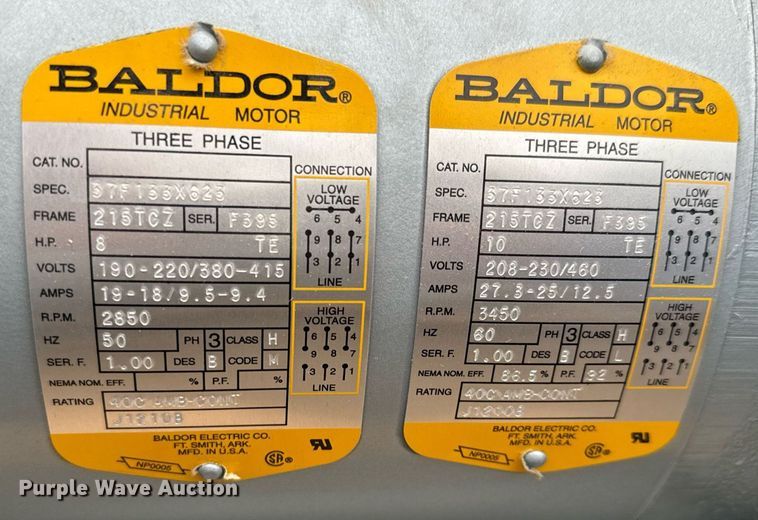 BALDOR®
INDUSTRIAL MOTOR
THREE PHASE
CAT. NO.
CONNECTION
SPEC. 37F133X623
LOW VOLTAGE
6 5 4
FRAME 215TCZ SER. F395
H.P. 8 TE
9 8 7
VOLTS 190-220/380-415
3 2 1
AMPS 19-18/9.5-9.4
LINE
R.P.M. 2850
HIGH VOLTAGE
HZ 50 PH 3 CLASS H
6 5 4
SER. F. 1.00 DES B CODE M
9 8 7
NEMA NOM. EFF. % P.F. %
3 2 1
RATING 40C AMB-CONT
LINE
BALDOR ELECTRIC CO.
FT. SMITH, ARK.
MFD. IN U.S.A.
NP0005
BALDOR®
INDUSTRIAL MOTOR
THREE PHASE
CAT. NO.
CONNECTION
SPEC. 37F133X623
LOW VOLTAGE
6 5 4
FRAME 215TCZ SER. F395
H.P. 10 TE
9 8 7
VOLTS 208-230/460
3 2 1
AMPS 27.3-25/12.5
LINE
R.P.M. 3450
HIGH VOLTAGE
HZ 60 PH 3 CLASS H
6 5 4
SER. F. 1.00 DES B CODE L
9 8 7
NEMA NOM. EFF. 86.5 % P.F. 92 %
3 2 1
RATING 40C AMB-CONT
LINE
BALDOR ELECTRIC CO.
FT. SMITH, ARK.
MFD. IN U.S.A.
NP0005
Purple Wave Auction